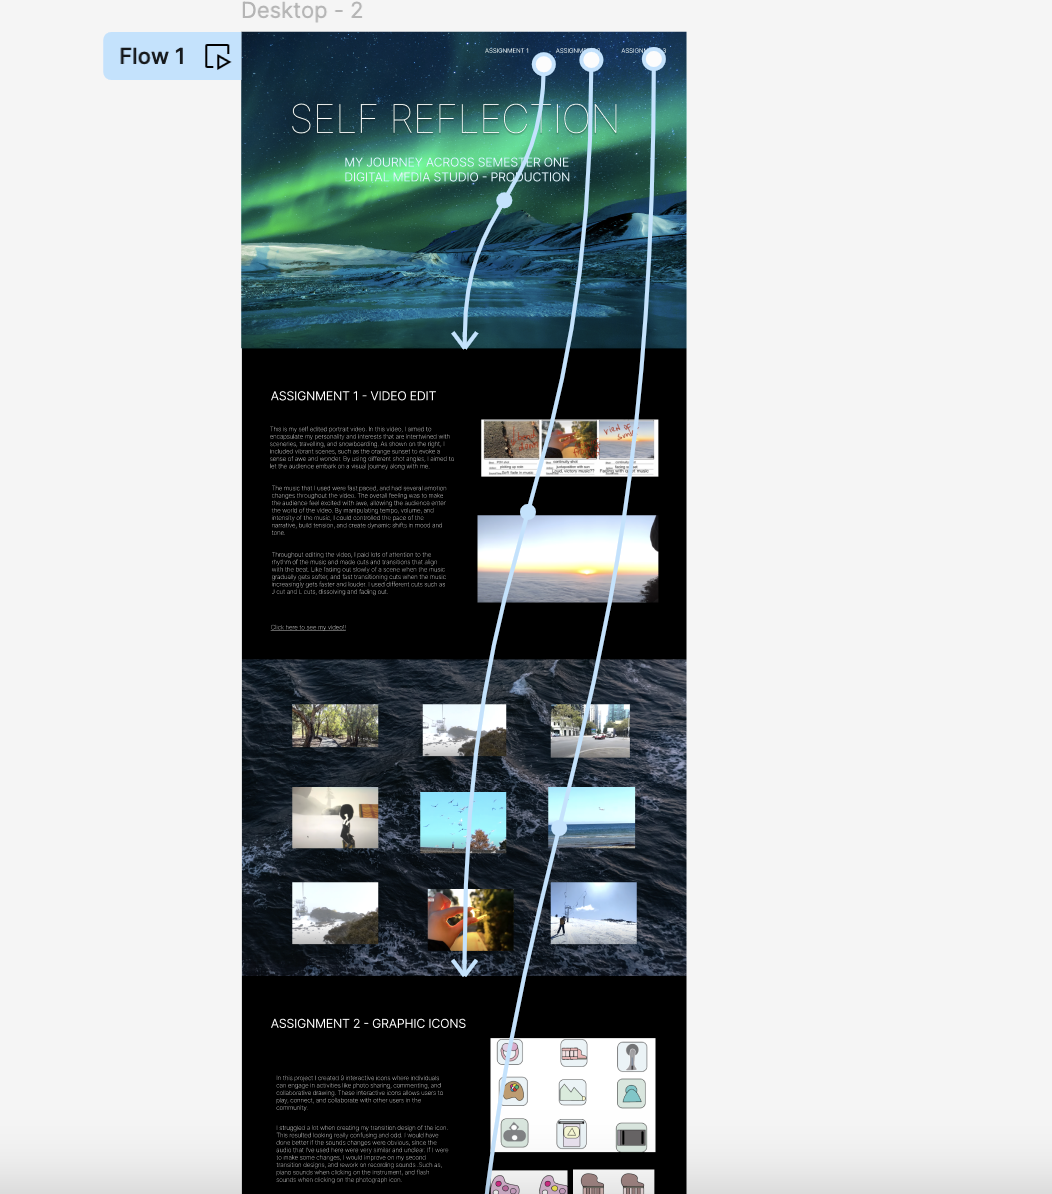 Desktop - 2
Flow 1
ASSIGNMENT 1
SELF REFLECTION
MY JOURNEY ACROSS SEMESTER ONE
DIGITAL MEDIA STUDIO - PRODUCTION
ASSIGNMENT 1 - VIDEO EDIT
This is my self edited portrait video. In this video, I aimed to
encapsulate my personality and interests that are intertwined with
sceneries, travelling, and snowboarding. As shown on the right, I
included vibrant scenes, such as the orange sunset to evoke a
sense of awe and wonder. By using different shot angles, I aimed to
let the audience embark on a visual journey along with me.
The music that I used were fast paced, and had several emotion
changes throughout the video. The overall feeling was to make
the audience feel excited with awe, allowing the audience enter
the world of the video. By manipulating tempo, volume, and
intensity of the music, I could controlled the pace of the
narrative, build tension, and create dynamic shifts in mood and
tone.
Throughout editing the video, I paid lots of attention to the
rhythm of the music and made cuts and transitions that align
with the beat. Like fading out slowly of a scene when the music
gradually gets softer, and fast transitioning cuts when the music
increasingly gets faster and louder. I used different cuts such as
J cut and L cuts, dissolving and fading out.
Click here to see my video!!
ASSIGNMENT 2 - GRAPHIC ICONS
In this project I created 9 interactive icons where individuals
can engage in activities like photo sharing, commenting, and
collaborative drawing. These interactive icons allows users to
play, connect, and collaborate with other users in the
community.
I struggled a lot when creating my transition design of the icon.
This resulted looking really confusing and odd. I would have
done better if the sounds changes were obvious, since the
audio that I've used here were very similar and unclear. If I were
to make some changes, I would improve on my second
transition designs, and rework on recording sounds. Such as,
piano sounds when clicking on the instrument, and flash
sounds when clicking on the photograph icon.